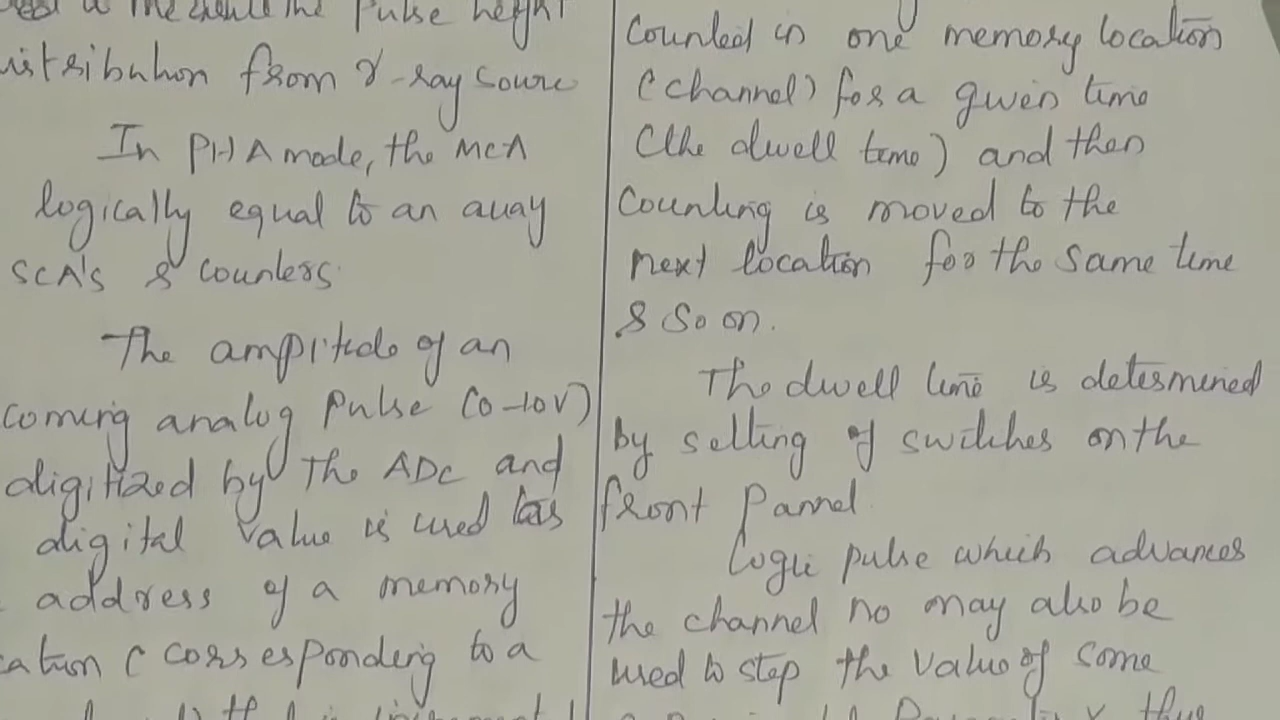 the Pulse height
istribution from γ-ray source
In PHA mode, the MCA
logically equal to an array
SCA's & counters.
The ampitide of an
coming analog Pulse (0-10V)
digitized by the ADC and
digital value is used as
address of a memory
cation ( corresponding to a
Counted in one memory location
(channel) for a given time
(the dwell time) and then
Counting is moved to the
next location for the same time
& so on.
The dwell time is determined
by setting of switches on the
front Pannel.
Logic pulse which advances
the channel no may also be
used to step the value of some
thus